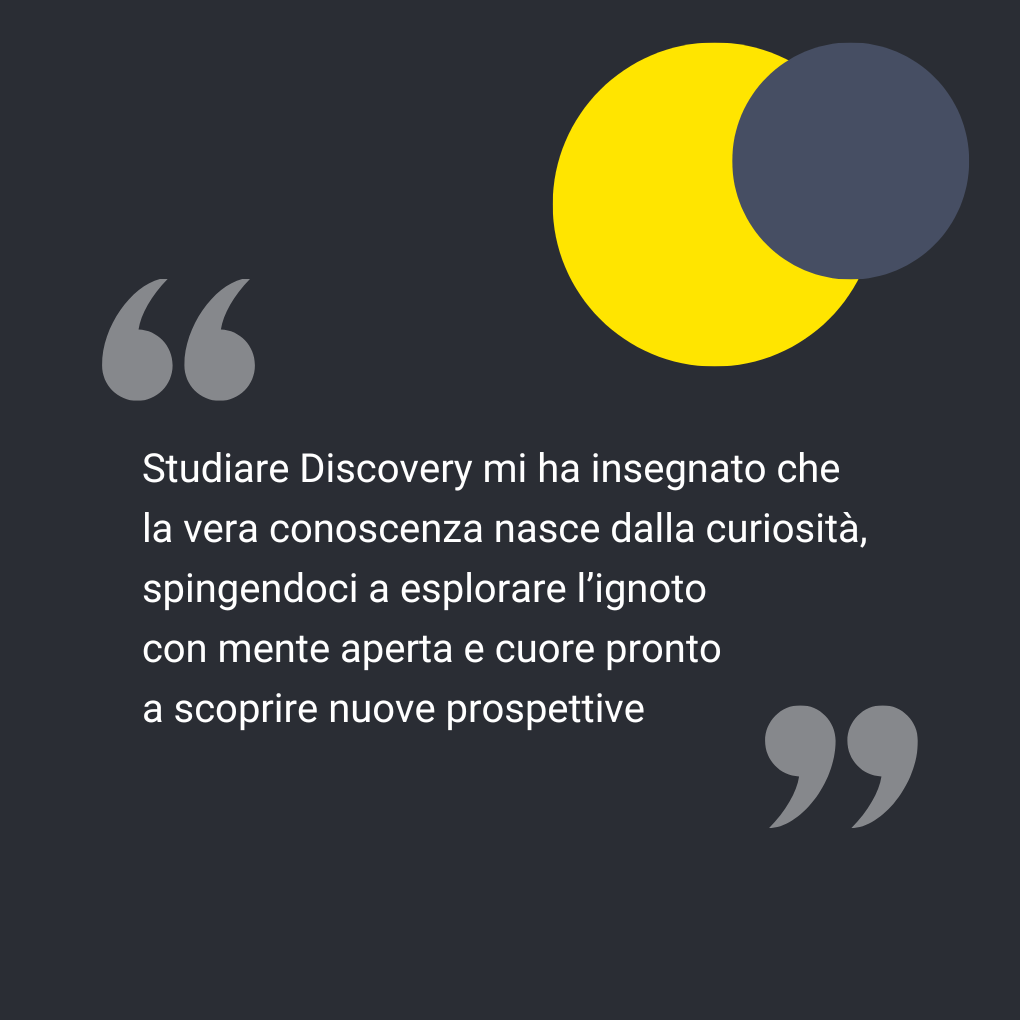 “
Studiare Discovery mi ha insegnato che
la vera conoscenza nasce dalla curiosità,
spingendoci a esplorare l’ignoto
con mente aperta e cuore pronto
a scoprire nuove prospettive
”